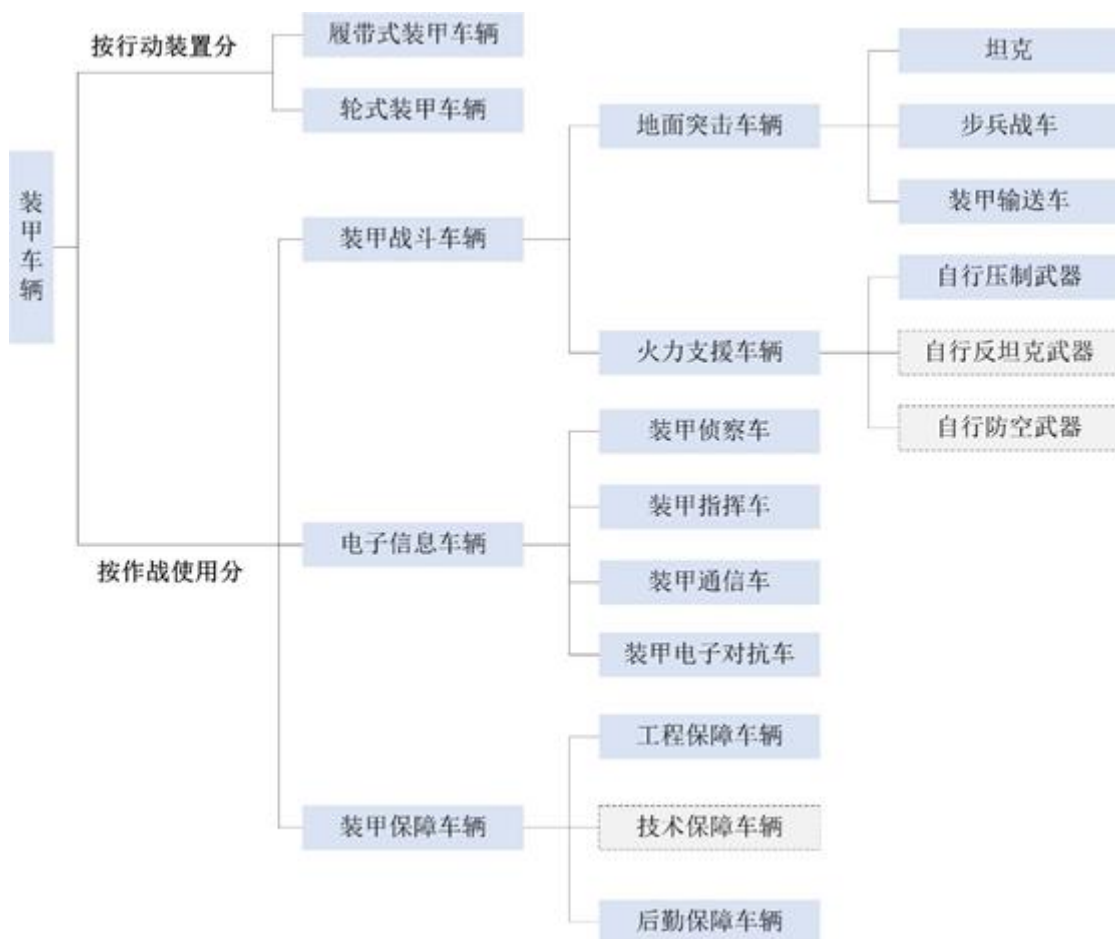 装甲车辆
按行动装置分
履带式装甲车辆
轮式装甲车辆
按作战使用分
装甲战斗车辆
地面突击车辆
坦克
步兵战车
装甲输送车
火力支援车辆
自行压制武器
自行反坦克武器
自行防空武器
电子信息车辆
装甲侦察车
装甲指挥车
装甲通信车
装甲电子对抗车
装甲保障车辆
工程保障车辆
技术保障车辆
后勤保障车辆